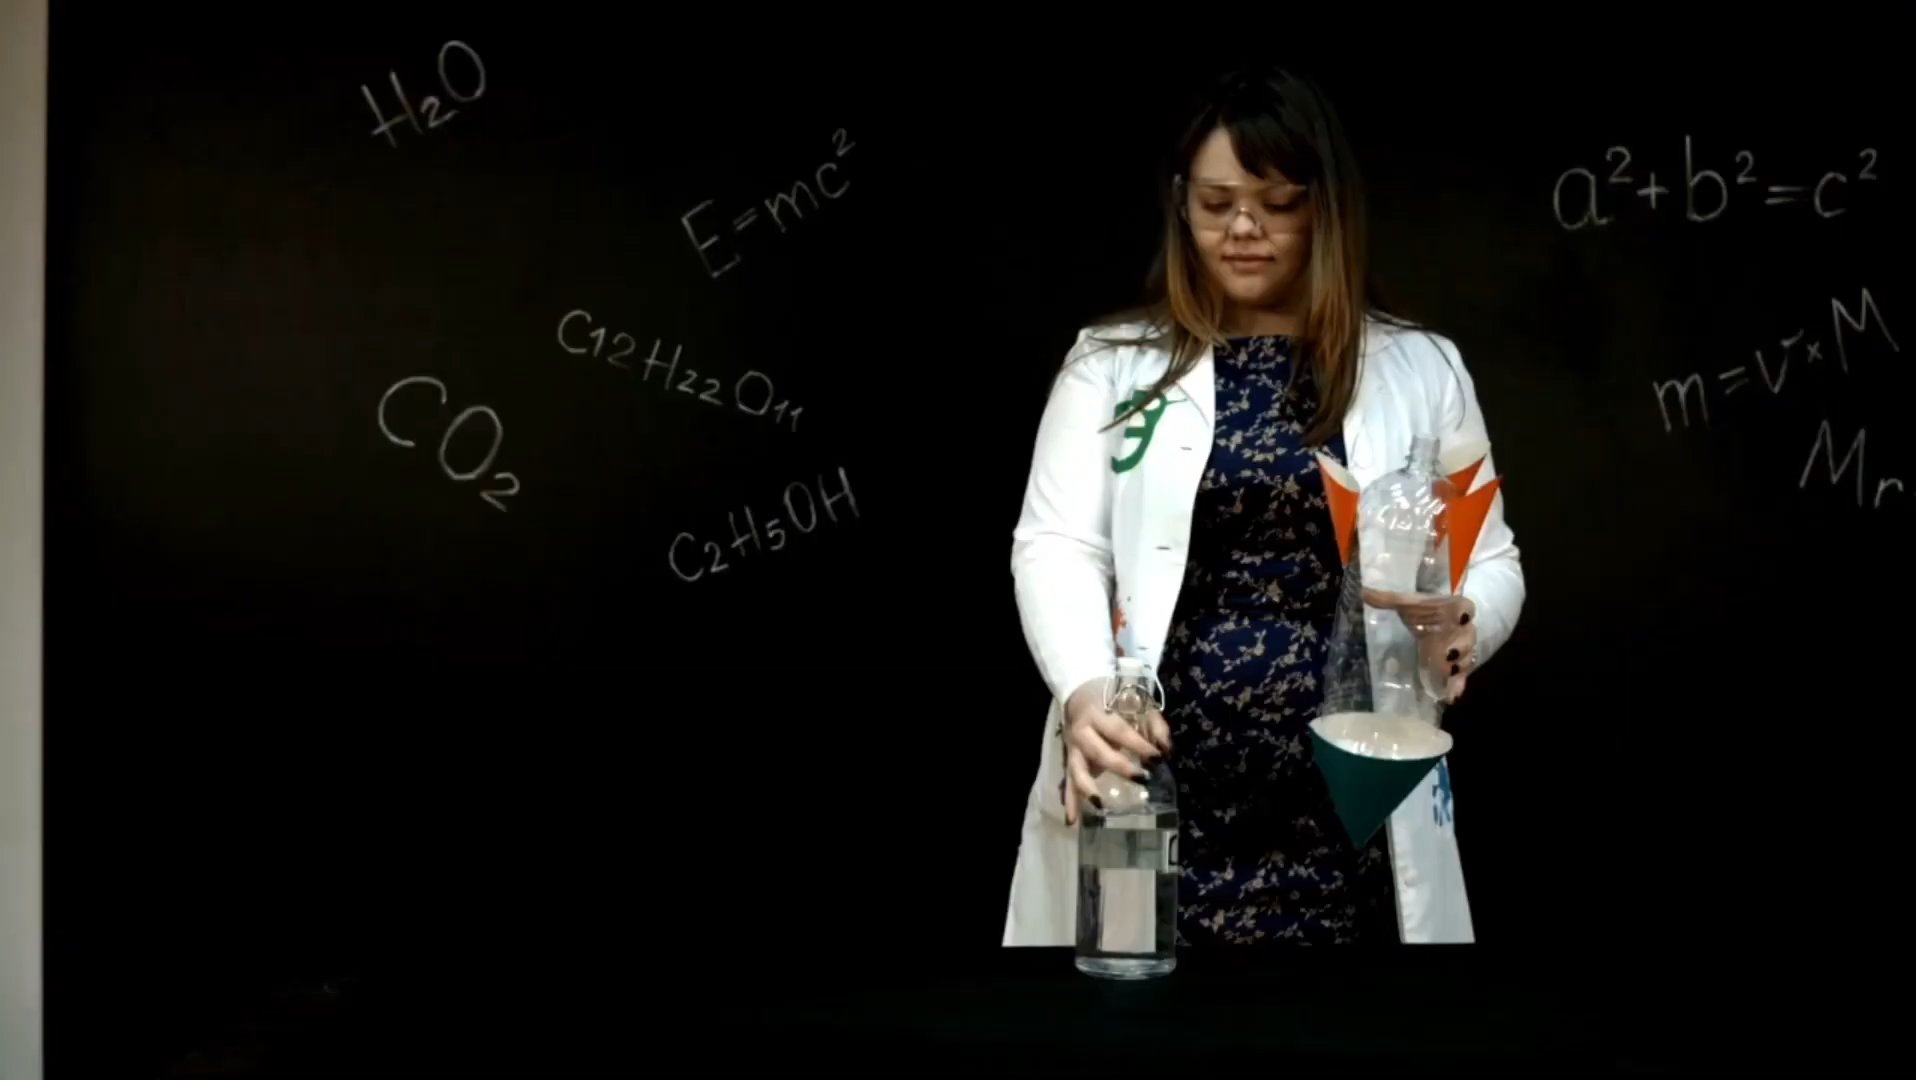 H₂O
E=mc²
C₁₂H₂₂O₁₁
CO₂
C₂H₅OH
a²+b²=c²
m=ν×M
Mr